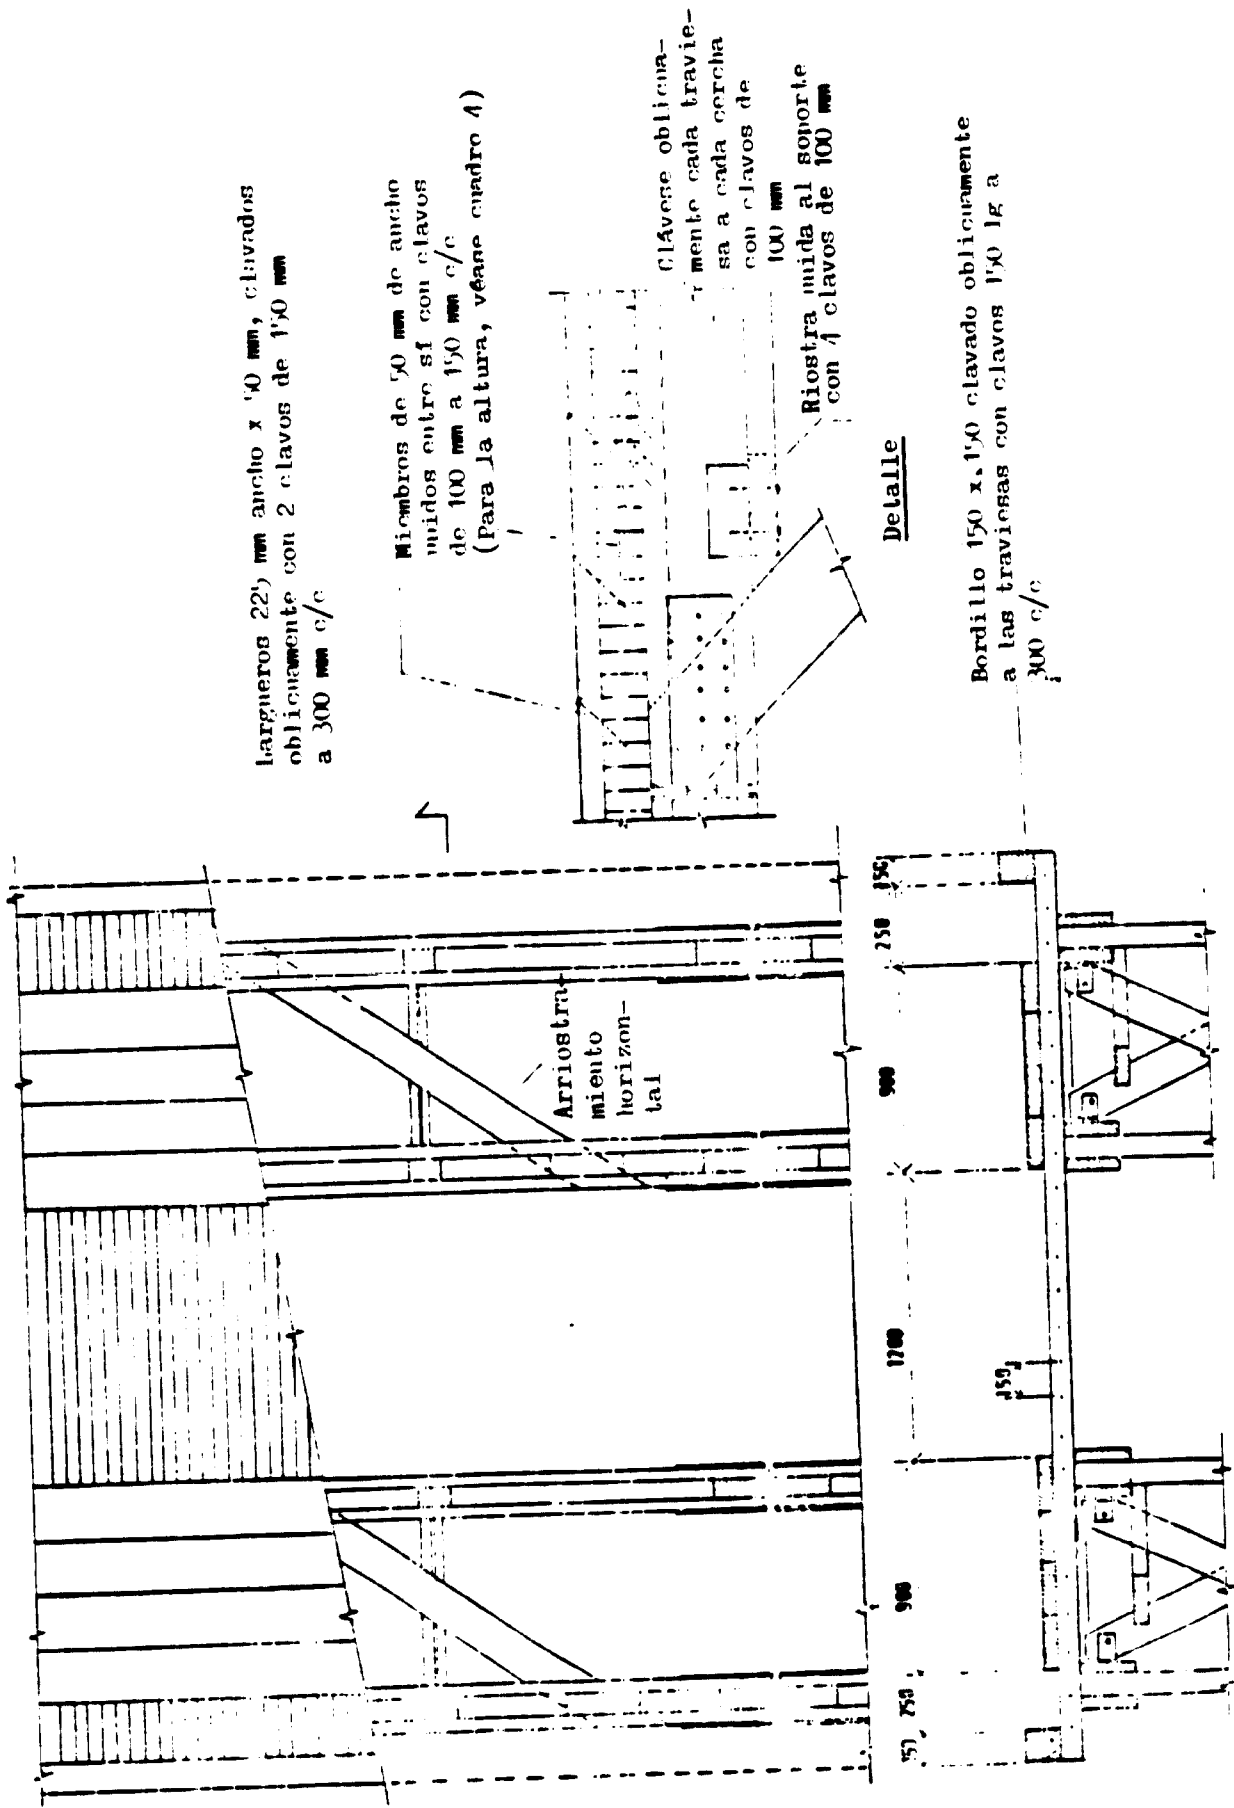 Largueros 225 mm ancho x 50 mm, clavados
oblicuamente con 2 clavos de 150 mm
a 300 mm c/c
Miembros de 50 mm de ancho
unidos entre sí con clavos
de 100 mm a 150 mm c/c
(Para la altura, véase cuadro 4)
Clávese oblicua-
mente cada travie-
sa a cada cercha
con clavos de
100 mm
Riostra unida al soporte
con 4 clavos de 100 mm
Detalle
Bordillo 150 x 150 clavado oblicuamente
a las traviesas con clavos 150 lg a
300 c/c
Arriostra-
miento
horizon-
tal
150 250 900 1200 900 250 150
150